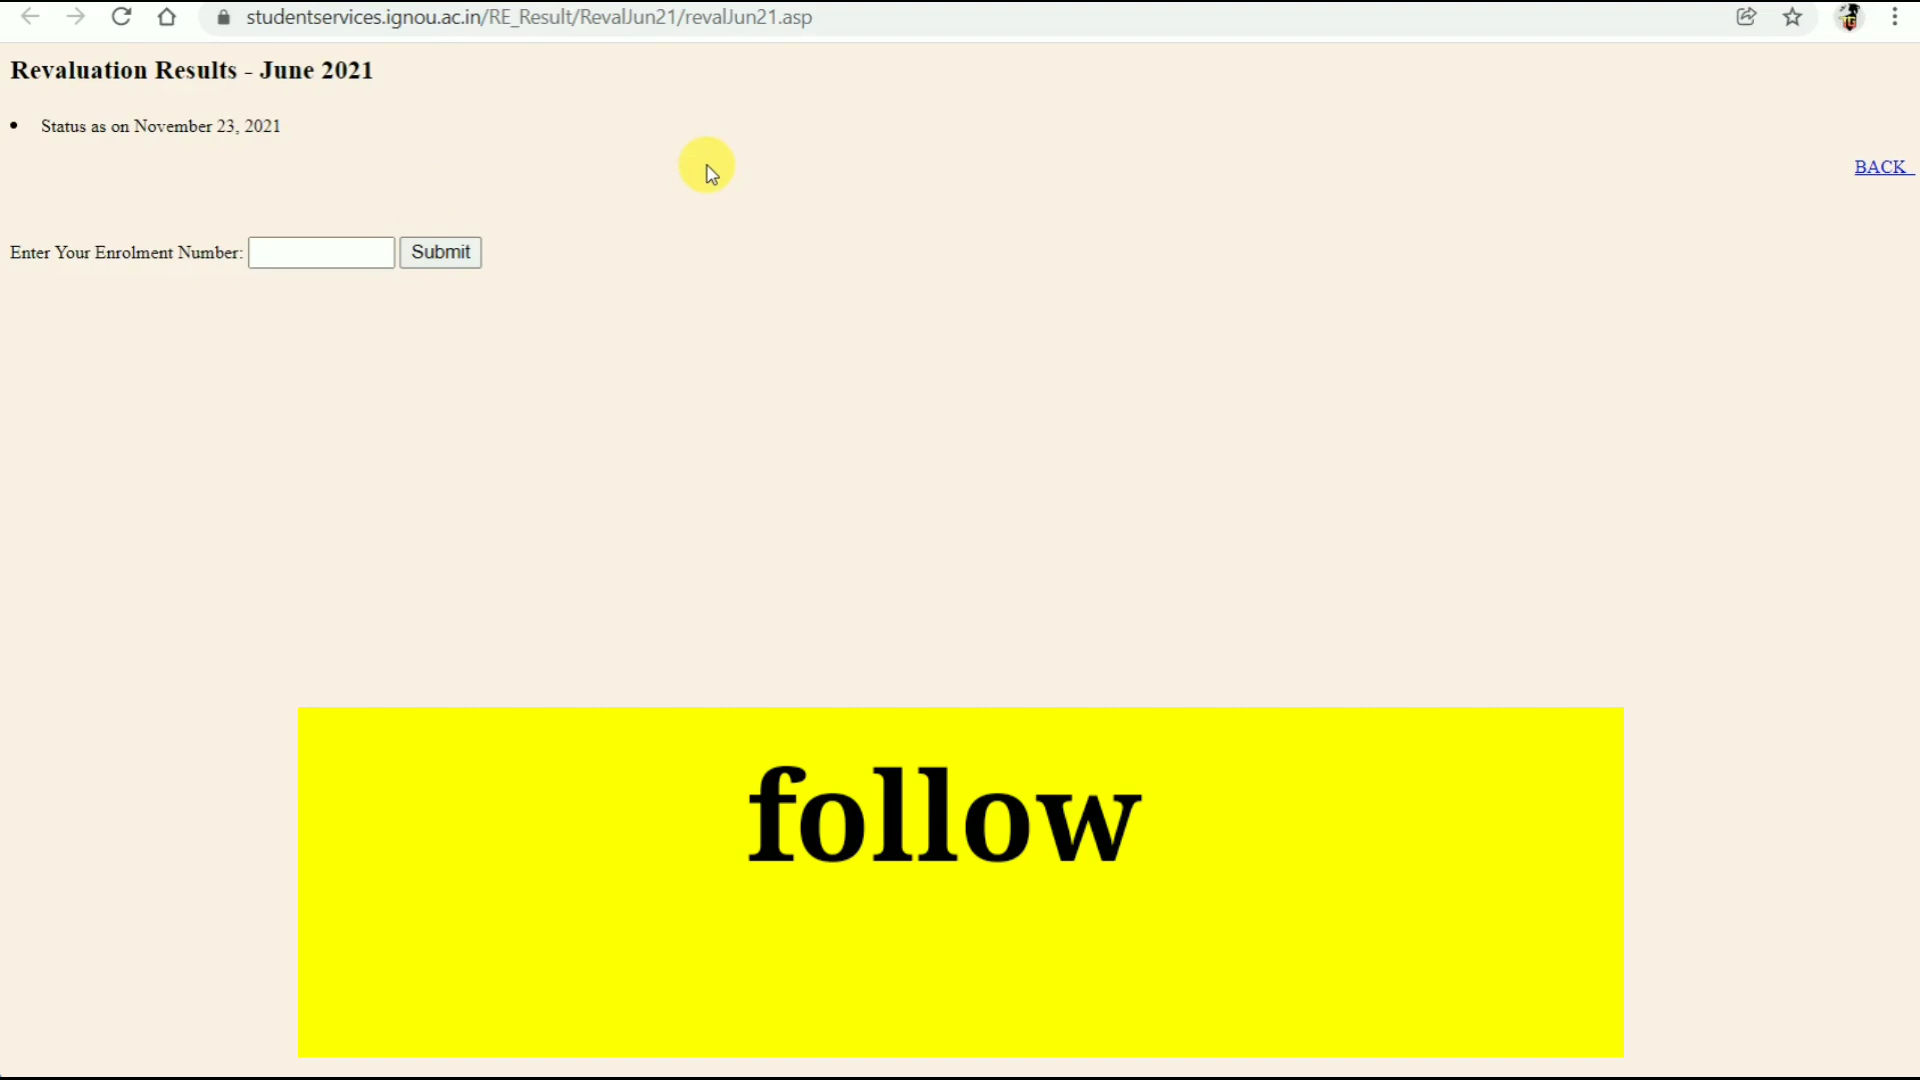 studentservices.ignou.ac.in/RE_Result/RevalJun21/revalJun21.asp
Revaluation Results - June 2021
• Status as on November 23, 2021
BACK
Enter Your Enrolment Number: Submit
follow